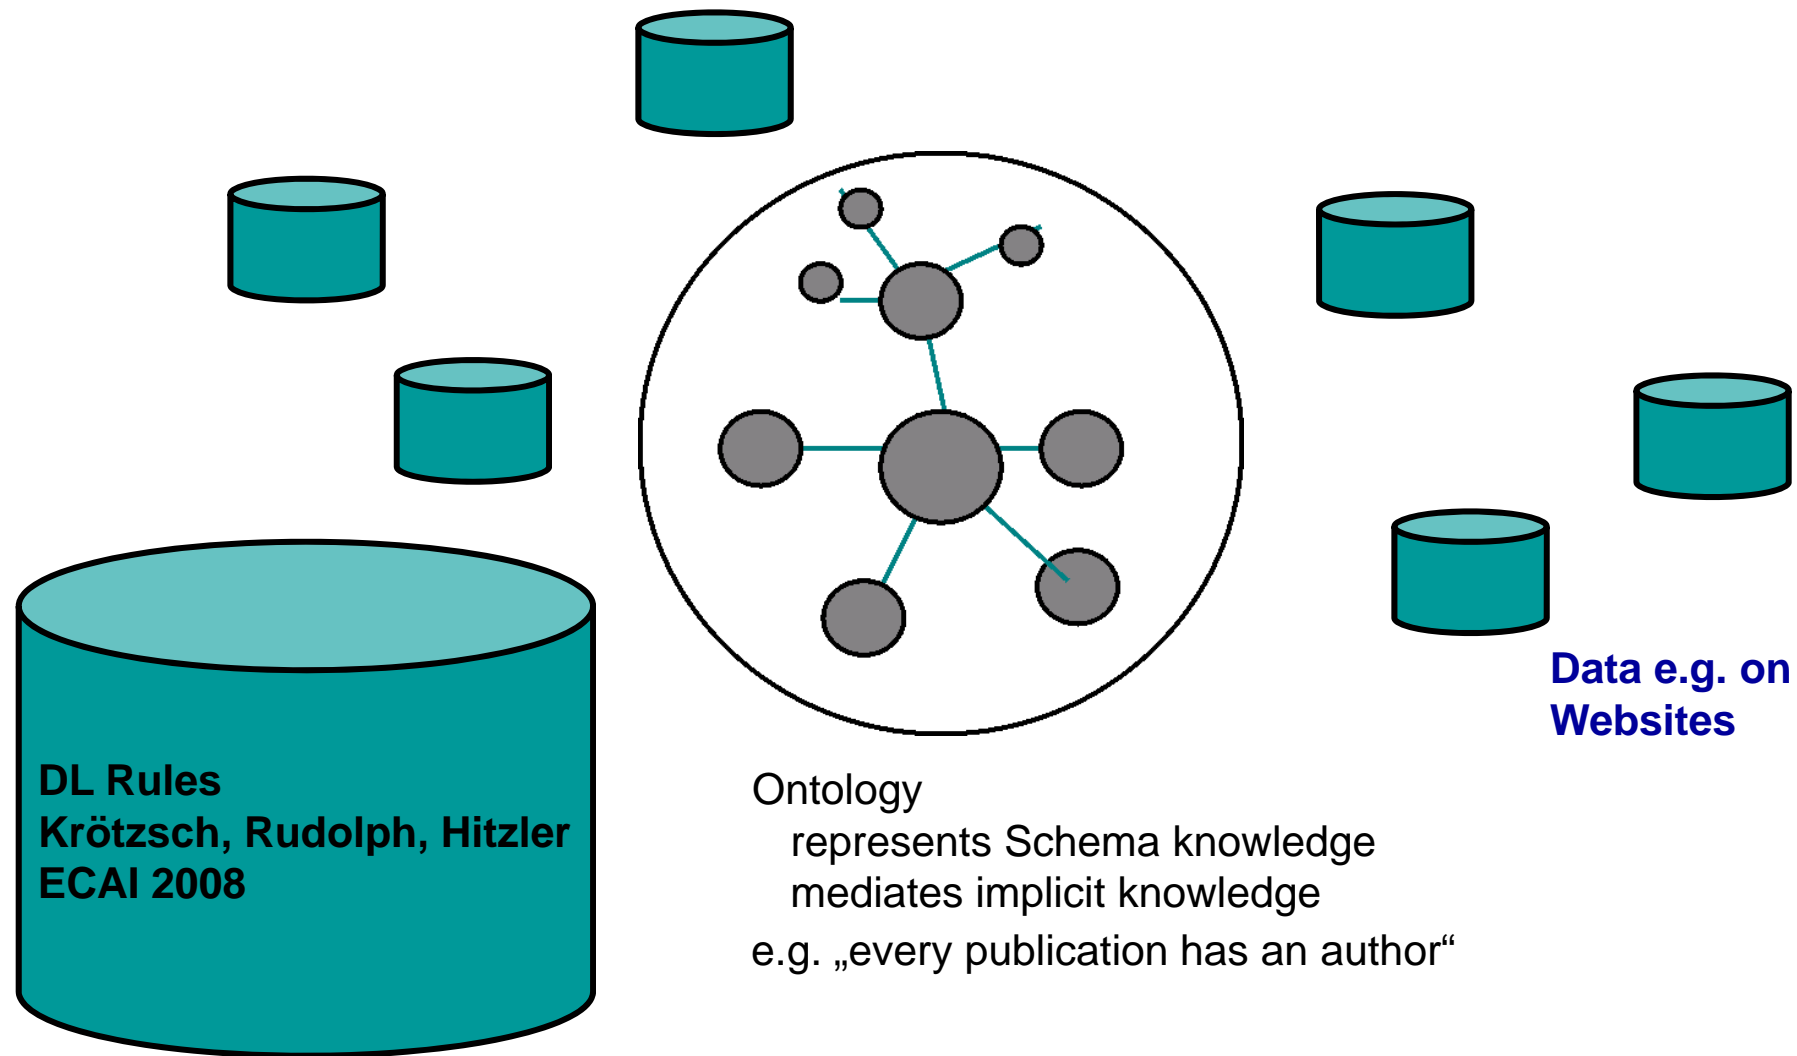 DL Rules
Krötzsch, Rudolph, Hitzler
ECAI 2008
Ontology
represents Schema knowledge
mediates implicit knowledge
e.g. „every publication has an author“
Data e.g. on
Websites